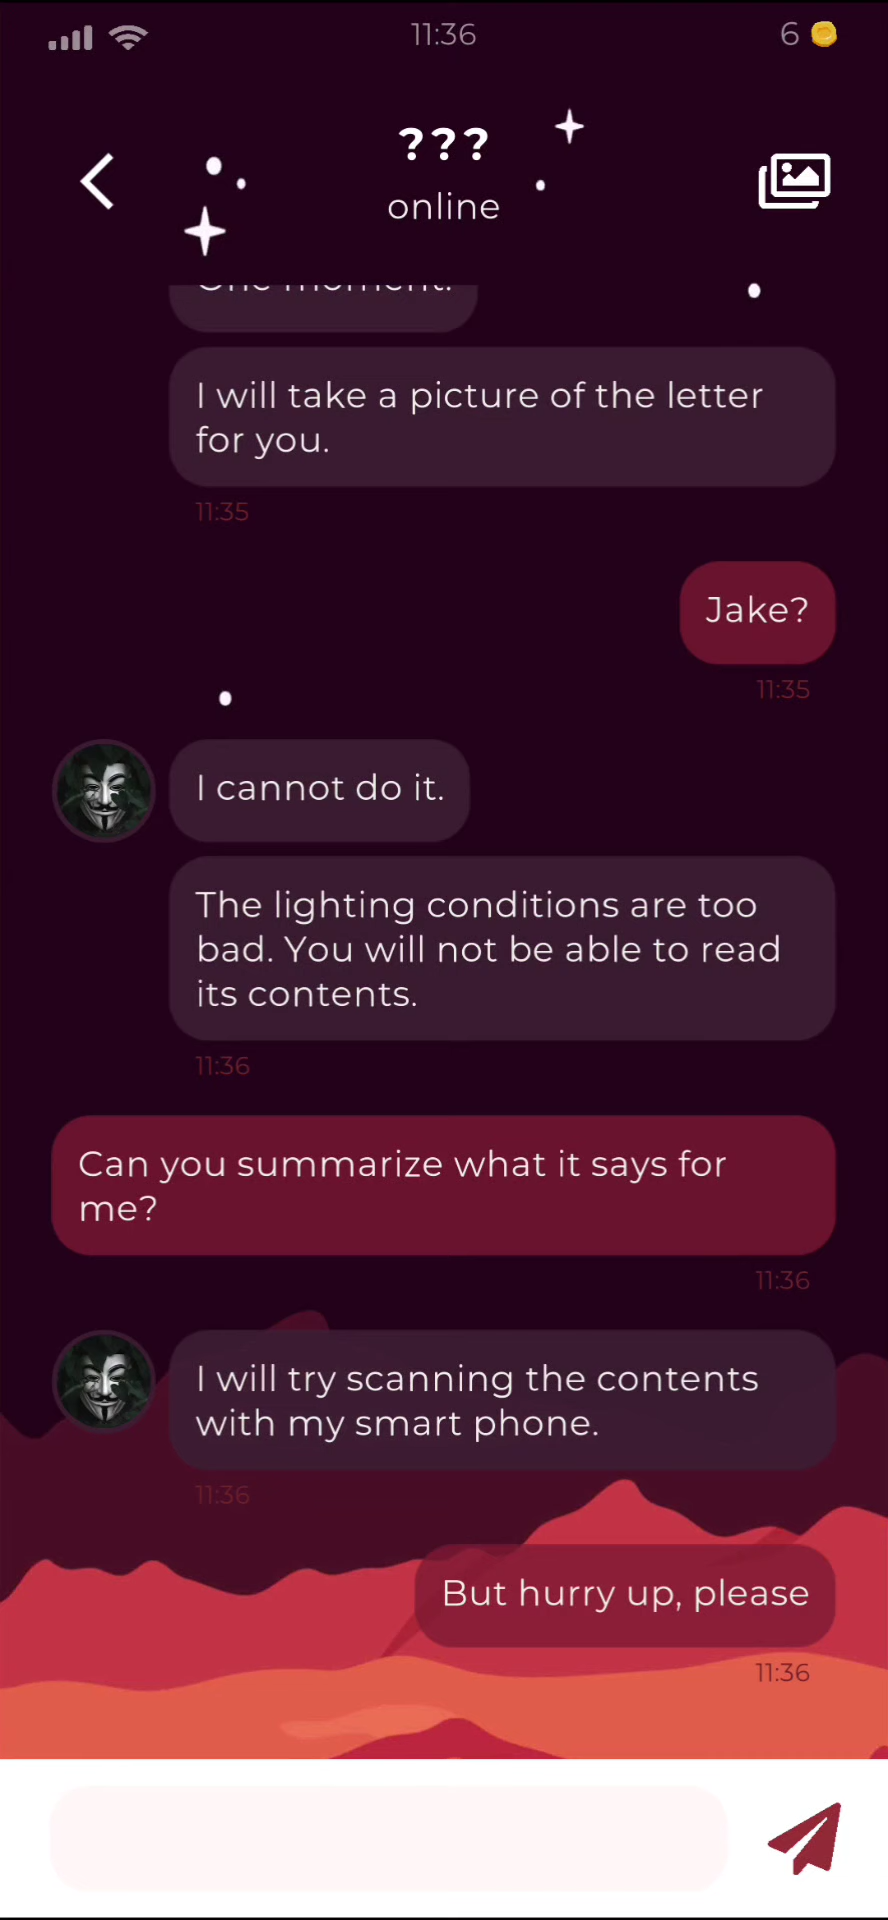 11:36
6
???
online
One moment.
I will take a picture of the letter
for you.
11:35
Jake?
11:35
I cannot do it.
The lighting conditions are too
bad. You will not be able to read
its contents.
11:36
Can you summarize what it says for
me?
11:36
I will try scanning the contents
with my smart phone.
11:36
But hurry up, please
11:36